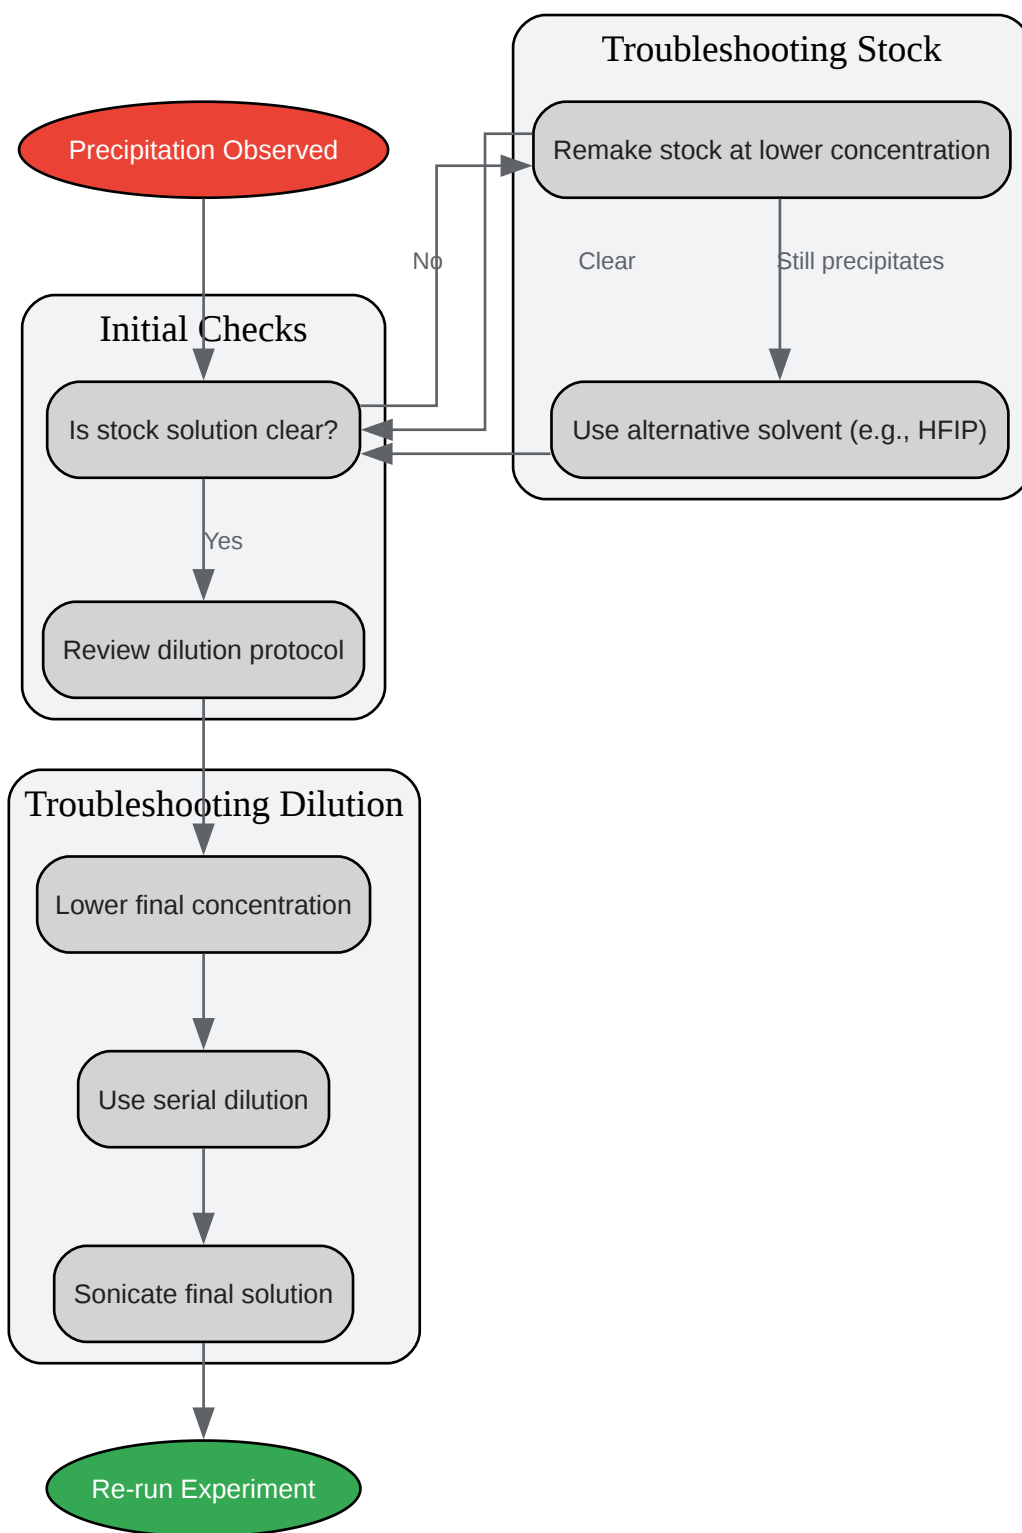 Troubleshooting Stock
Precipitation Observed
Remake stock at lower concentration
No
Clear
Still precipitates
Initial Checks
Is stock solution clear?
Use alternative solvent (e.g., HFIP)
Yes
Review dilution protocol
Troubleshooting Dilution
Lower final concentration
Use serial dilution
Sonicate final solution
Re-run Experiment